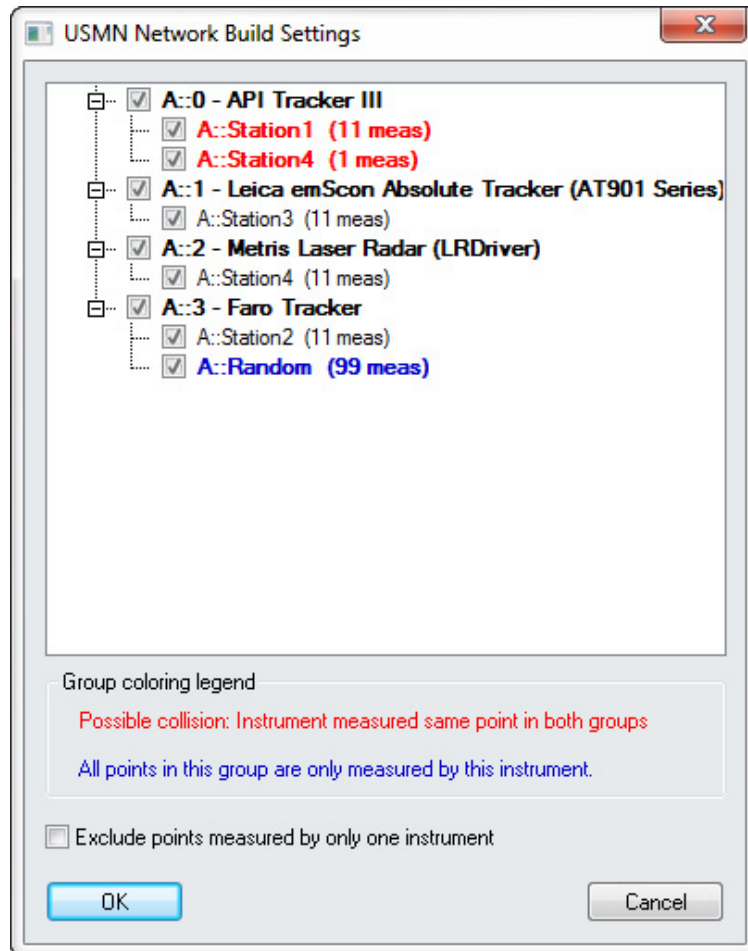 USMN Network Build Settings
A::0 - API Tracker III
A::Station1 (11 meas)
A::Station4 (1 meas)
A::1 - Leica emScon Absolute Tracker (AT901 Series)
A::Station3 (11 meas)
A::2 - Metris Laser Radar (LRDriver)
A::Station4 (11 meas)
A::3 - Faro Tracker
A::Station2 (11 meas)
A::Random (99 meas)
Group coloring legend
Possible collision: Instrument measured same point in both groups
All points in this group are only measured by this instrument.
Exclude points measured by only one instrument
OK
Cancel